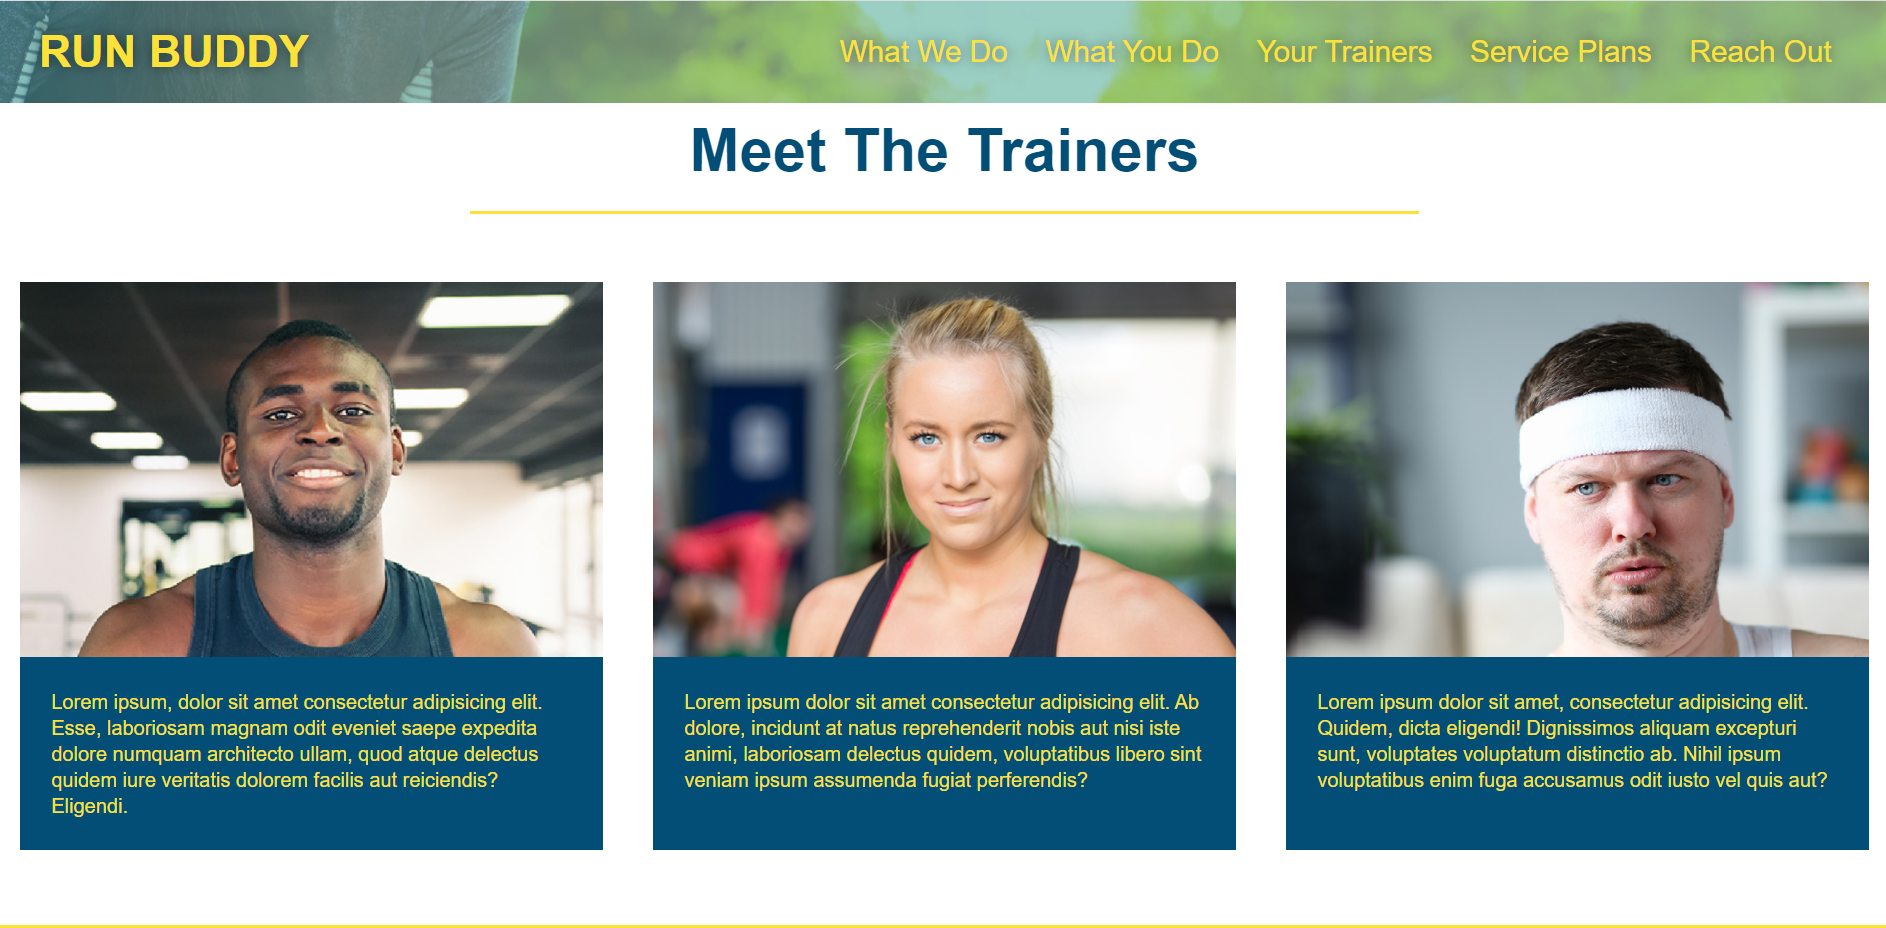 RUN BUDDY
What We Do What You Do Your Trainers Service Plans Reach Out
Meet The Trainers
Lorem ipsum, dolor sit amet consectetur adipisicing elit.
Esse, laboriosam magnam odit eveniet saepe expedita
dolore numquam architecto ullam, quod atque delectus
quidem iure veritatis dolorem facilis aut reiciendis?
Eligendi.
Lorem ipsum dolor sit amet consectetur adipisicing elit. Ab
dolore, incidunt at natus reprehenderit nobis aut nisi iste
animi, laboriosam delectus quidem, voluptatibus libero sint
veniam ipsum assumenda fugiat perferendis?
Lorem ipsum dolor sit amet, consectetur adipisicing elit.
Quidem, dicta eligendi! Dignissimos aliquam excepturi
sunt, voluptates voluptatum distinctio ab. Nihil ipsum
voluptatibus enim fuga accusamus odit iusto vel quis aut?